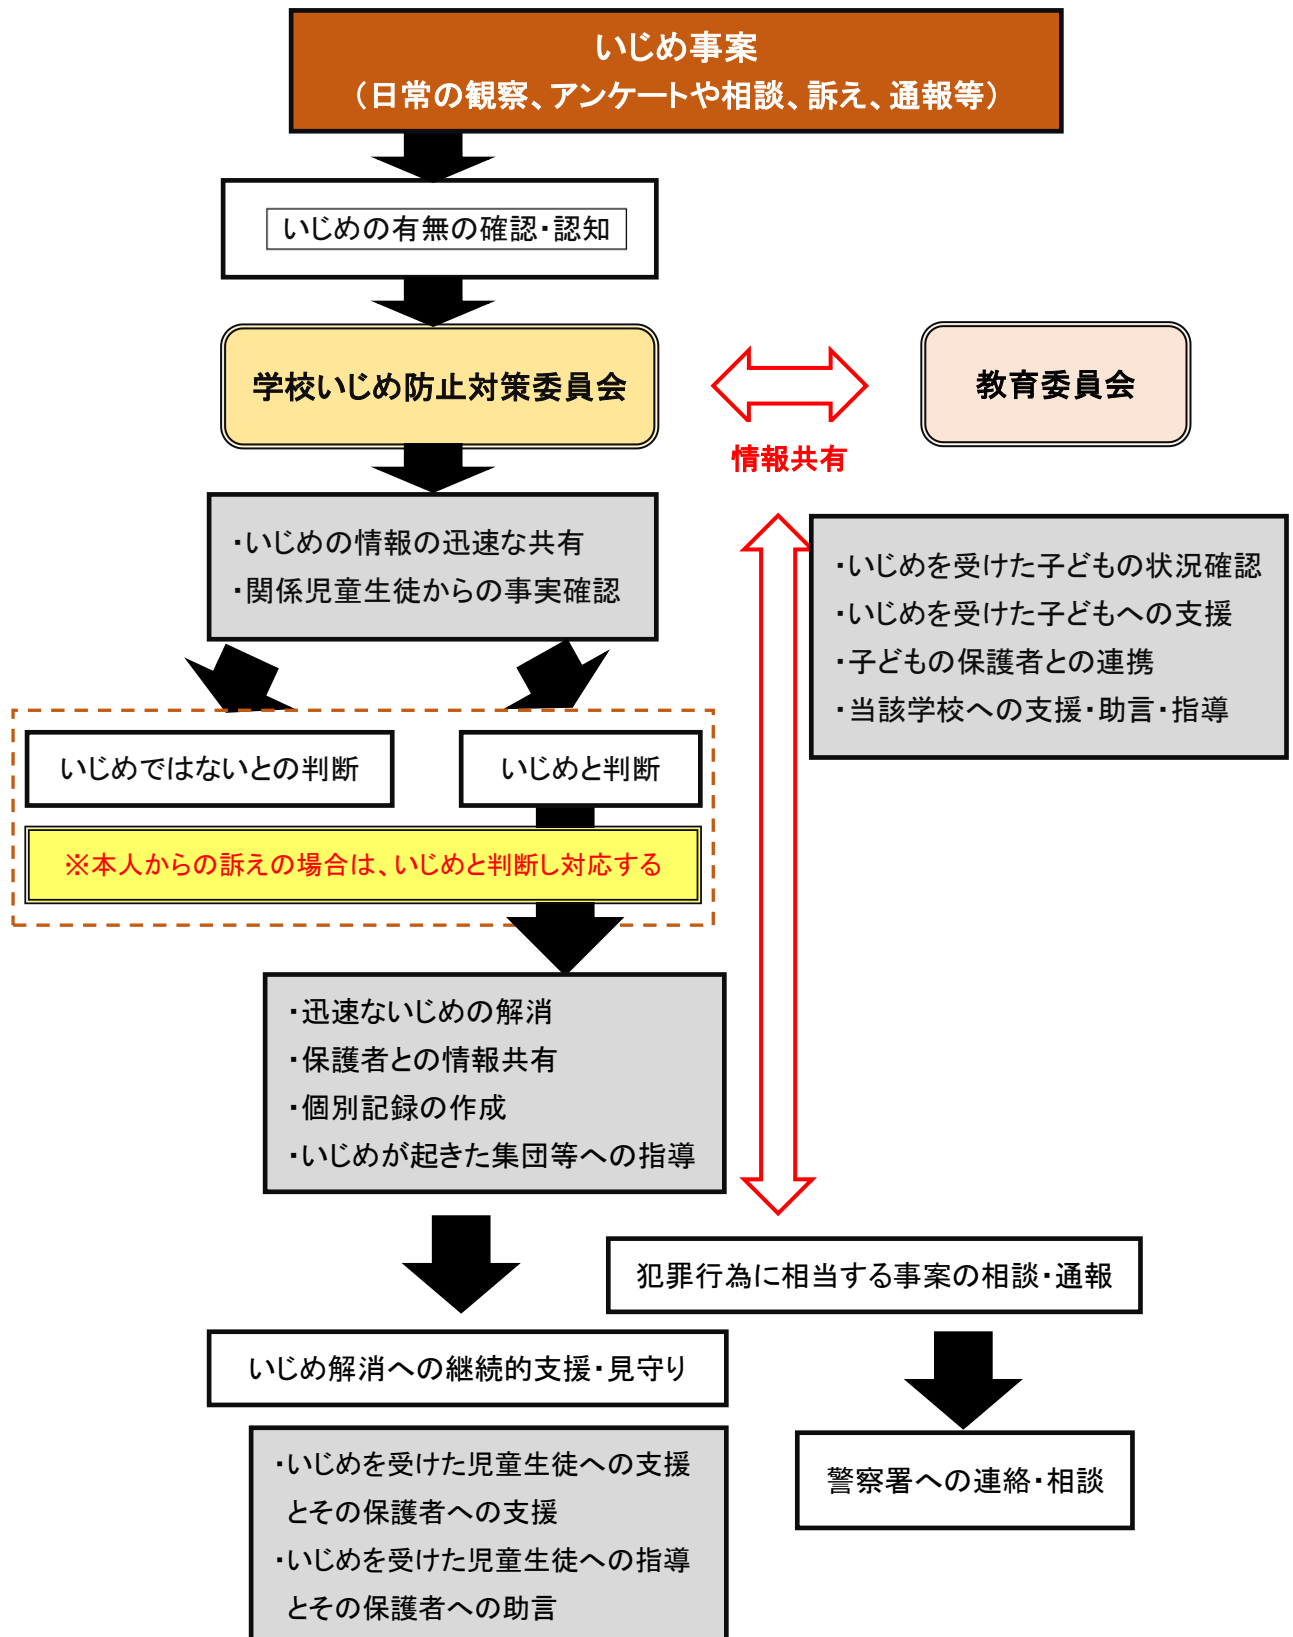 いじめ事案
（日常の観察、アンケートや相談、訴え、通報等）
いじめの有無の確認・認知
学校いじめ防止対策委員会
教育委員会
情報共有
・いじめの情報の迅速な共有
・関係児童生徒からの事実確認
・いじめを受けた子どもの状況確認
・いじめを受けた子どもへの支援
・子どもの保護者との連携
・当該学校への支援・助言・指導
いじめではないとの判断
いじめと判断
※本人からの訴えの場合は、いじめと判断し対応する
・迅速ないじめの解消
・保護者との情報共有
・個別記録の作成
・いじめが起きた集団等への指導
犯罪行為に相当する事案の相談・通報
いじめ解消への継続的支援・見守り
警察署への連絡・相談
・いじめを受けた児童生徒への支援
とその保護者への支援
・いじめを受けた児童生徒への指導
とその保護者への助言